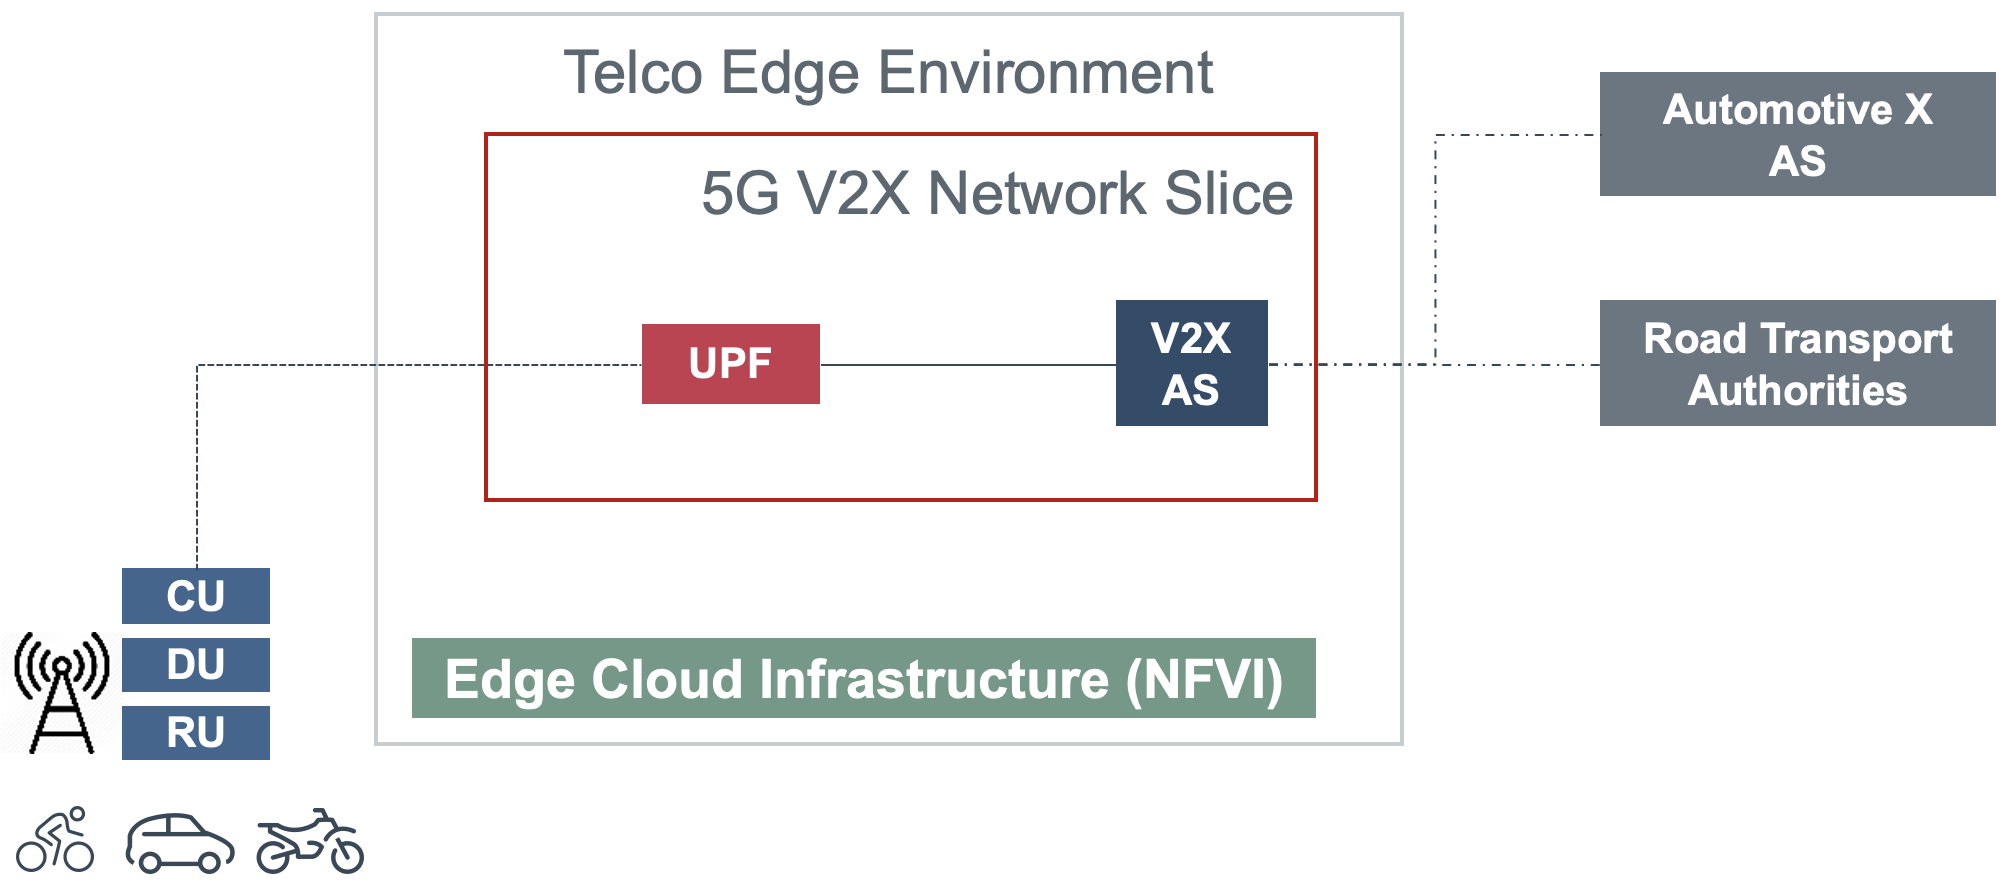 Telco Edge Environment
5G V2X Network Slice
Automotive X
AS
UPF
V2X
AS
Road Transport
Authorities
CU
DU
RU
Edge Cloud Infrastructure (NFVI)